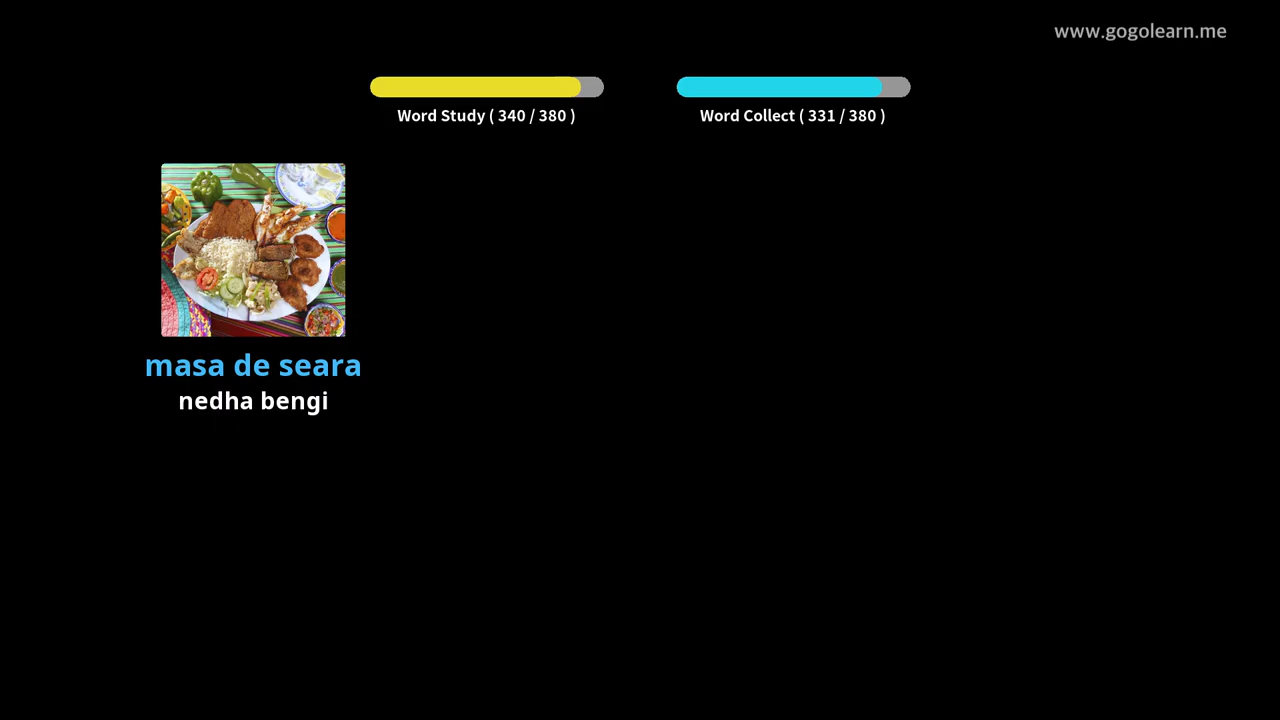 www.gogolearn.me
Word Study ( 340 / 380 )
Word Collect ( 331 / 380 )
masa de seara
nedha bengi